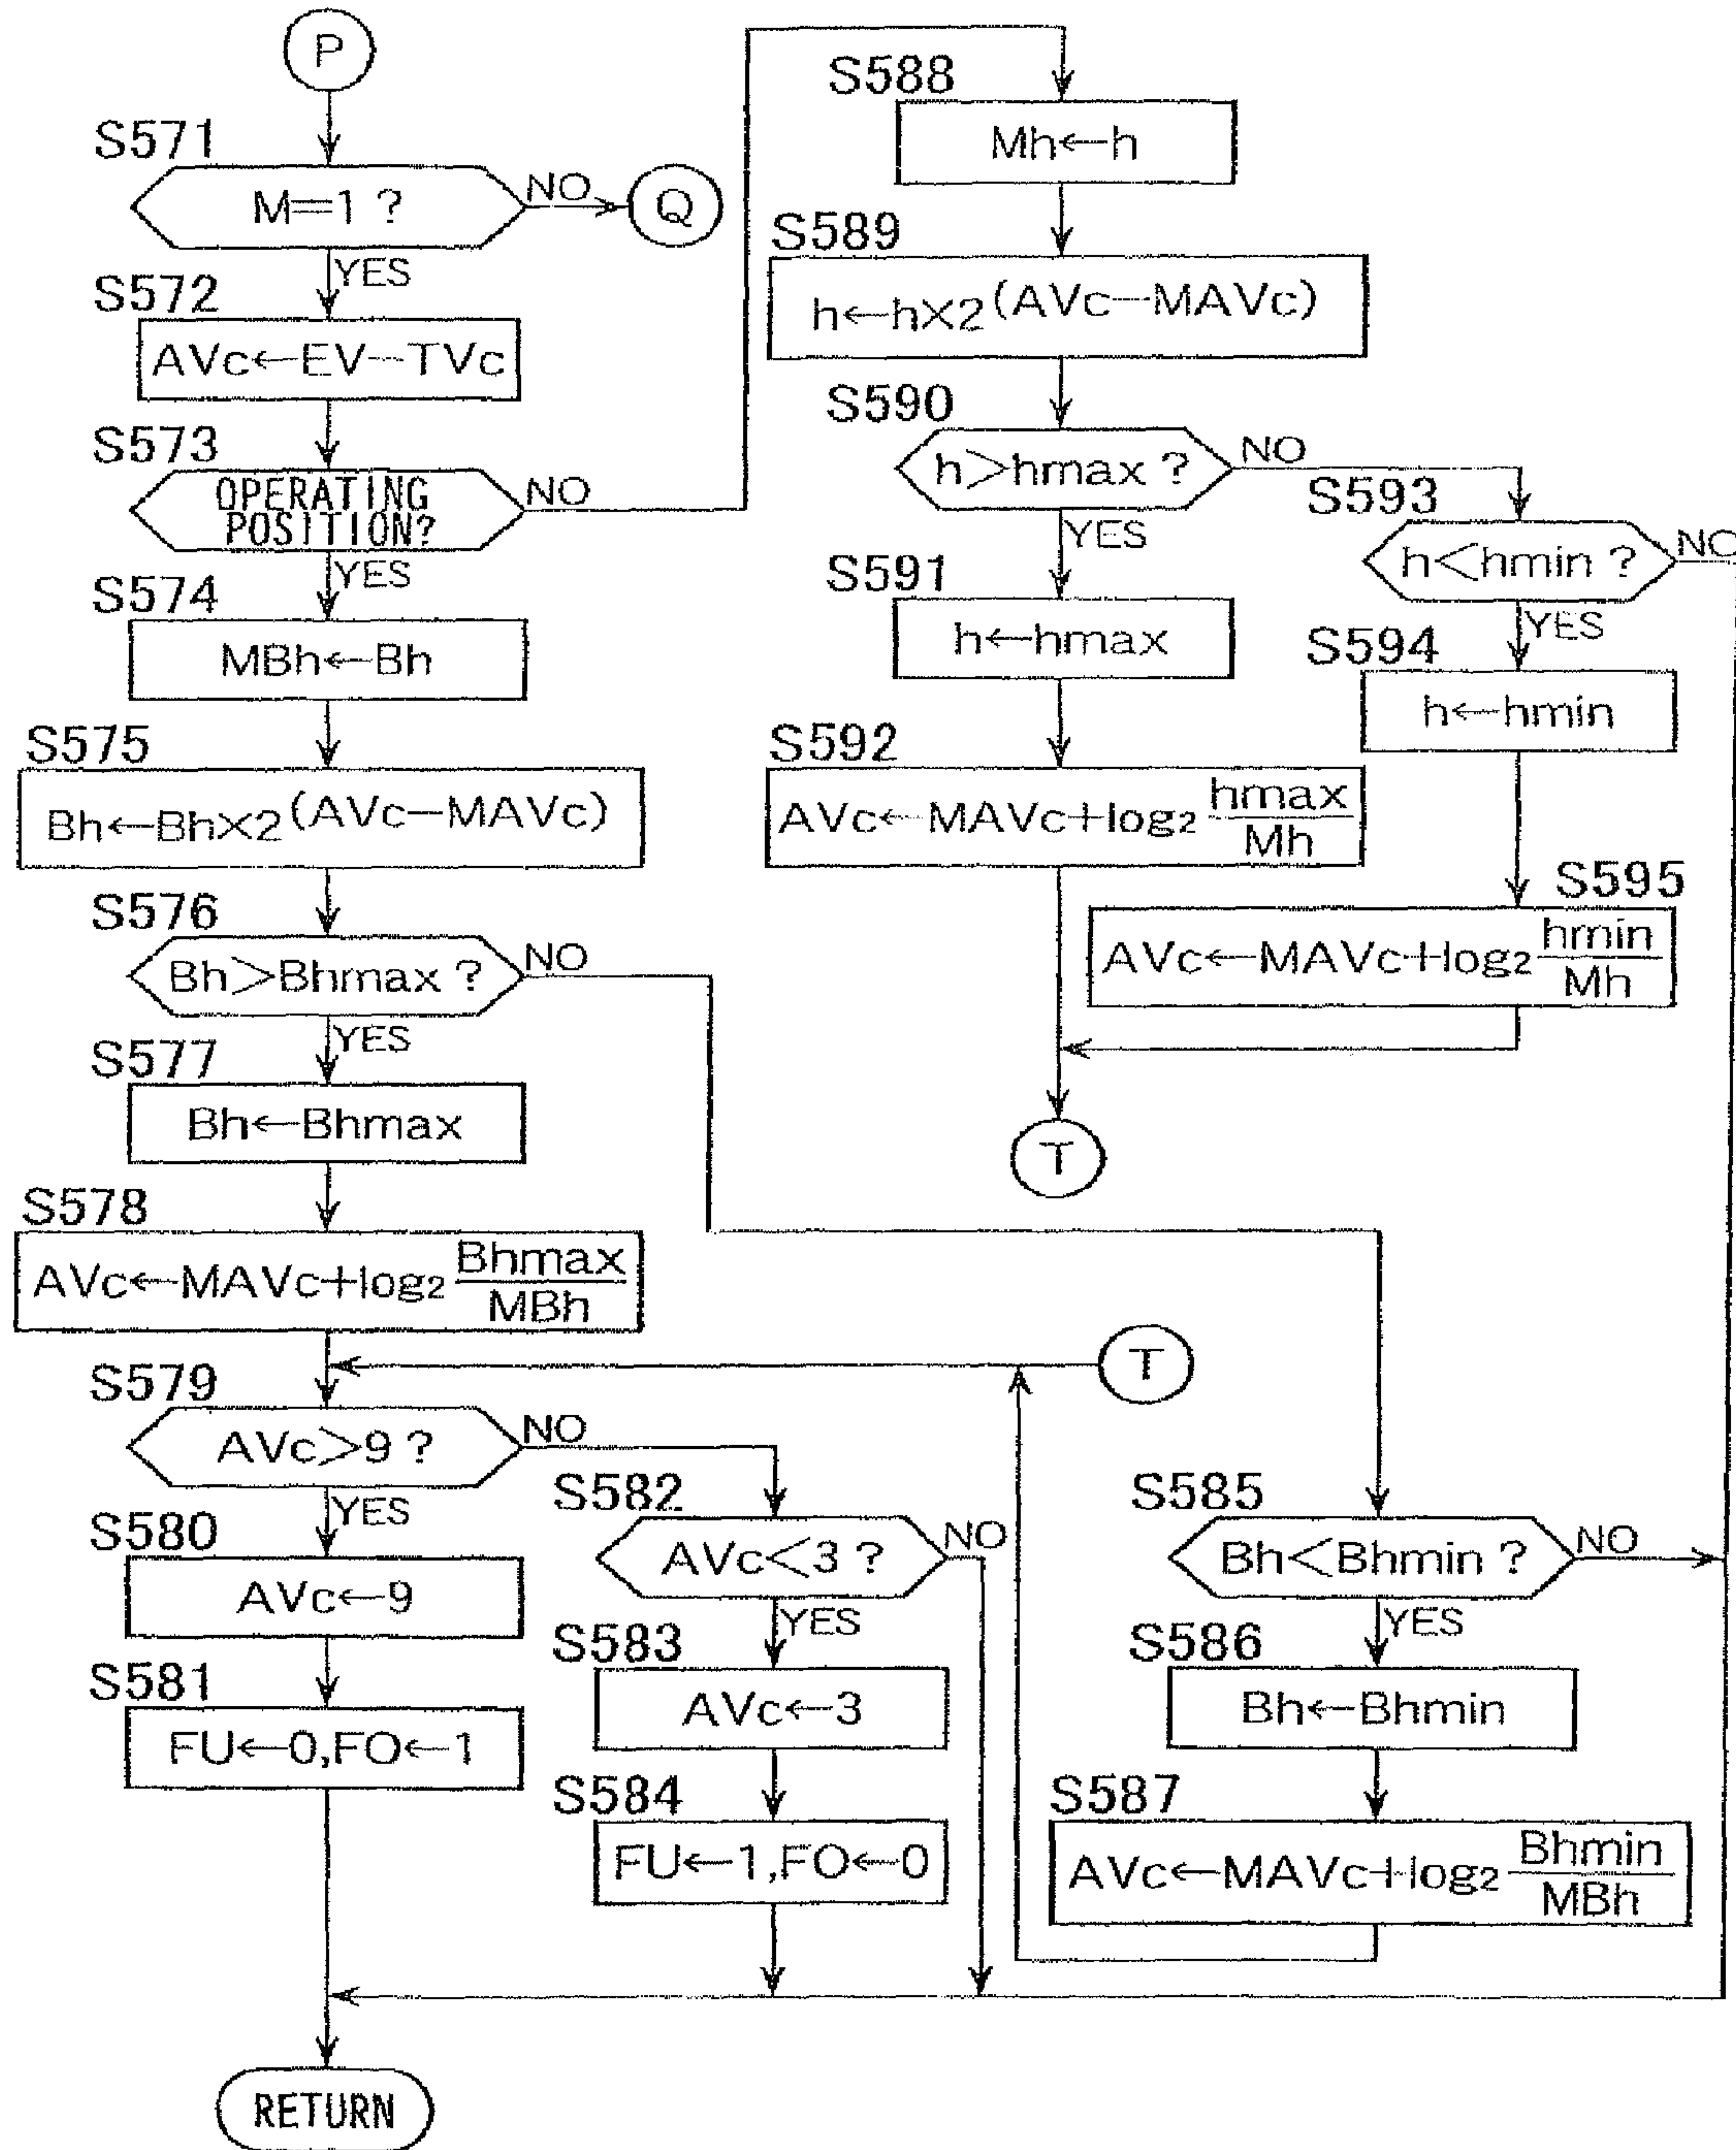 P
S571
M=1 ?
NO
Q
YES
S572
AVc←EV-TVc
S573
OPERATING
POSITION?
NO
YES
S574
MBh←Bh
S575
Bh←Bh×2(AVc-MAVc)
S576
Bh>Bhmax ?
NO
YES
S577
Bh←Bhmax
S578
AVc←MAVc+log2 Bhmax
MBh
S579
AVc>9 ?
NO
YES
S580
AVc←9
S581
FU←0,FO←1
S582
AVc<3 ?
NO
YES
S583
AVc←3
S584
FU←1,FO←0
T
S585
Bh<Bhmin ?
NO
YES
S586
Bh←Bhmin
S587
AVc←MAVc+log2 Bhmin
MBh
S588
Mh←h
S589
h←h×2(AVc-MAVc)
S590
h>hmax ?
NO
YES
S591
h←hmax
S592
AVc←MAVc+log2 hmax
Mh
S593
h<hmin ?
NO
YES
S594
h←hmin
S595
AVc←MAVc+log2 hmin
Mh
T
RETURN